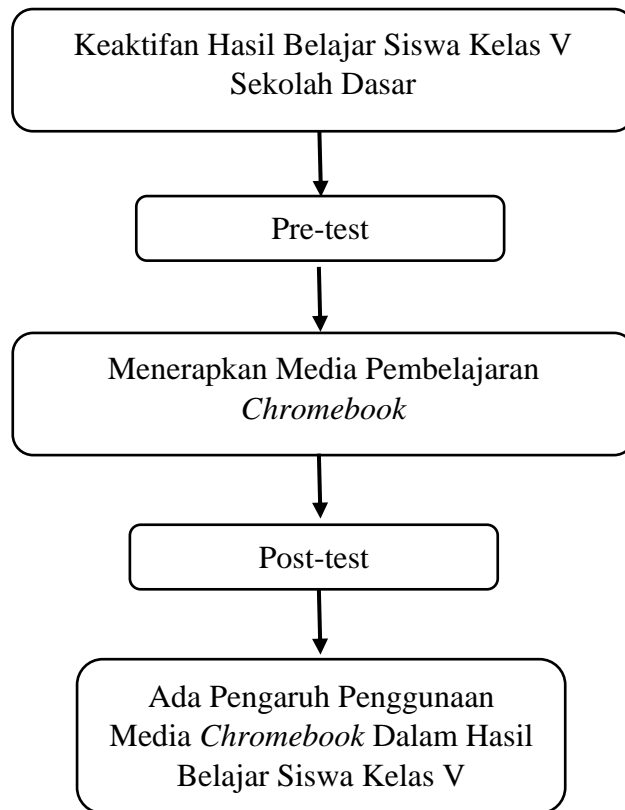 Keaktifan Hasil Belajar Siswa Kelas V
Sekolah Dasar
Pre-test
Menerapkan Media Pembelajaran
Chromebook
Post-test
Ada Pengaruh Penggunaan
Media Chromebook Dalam Hasil
Belajar Siswa Kelas V